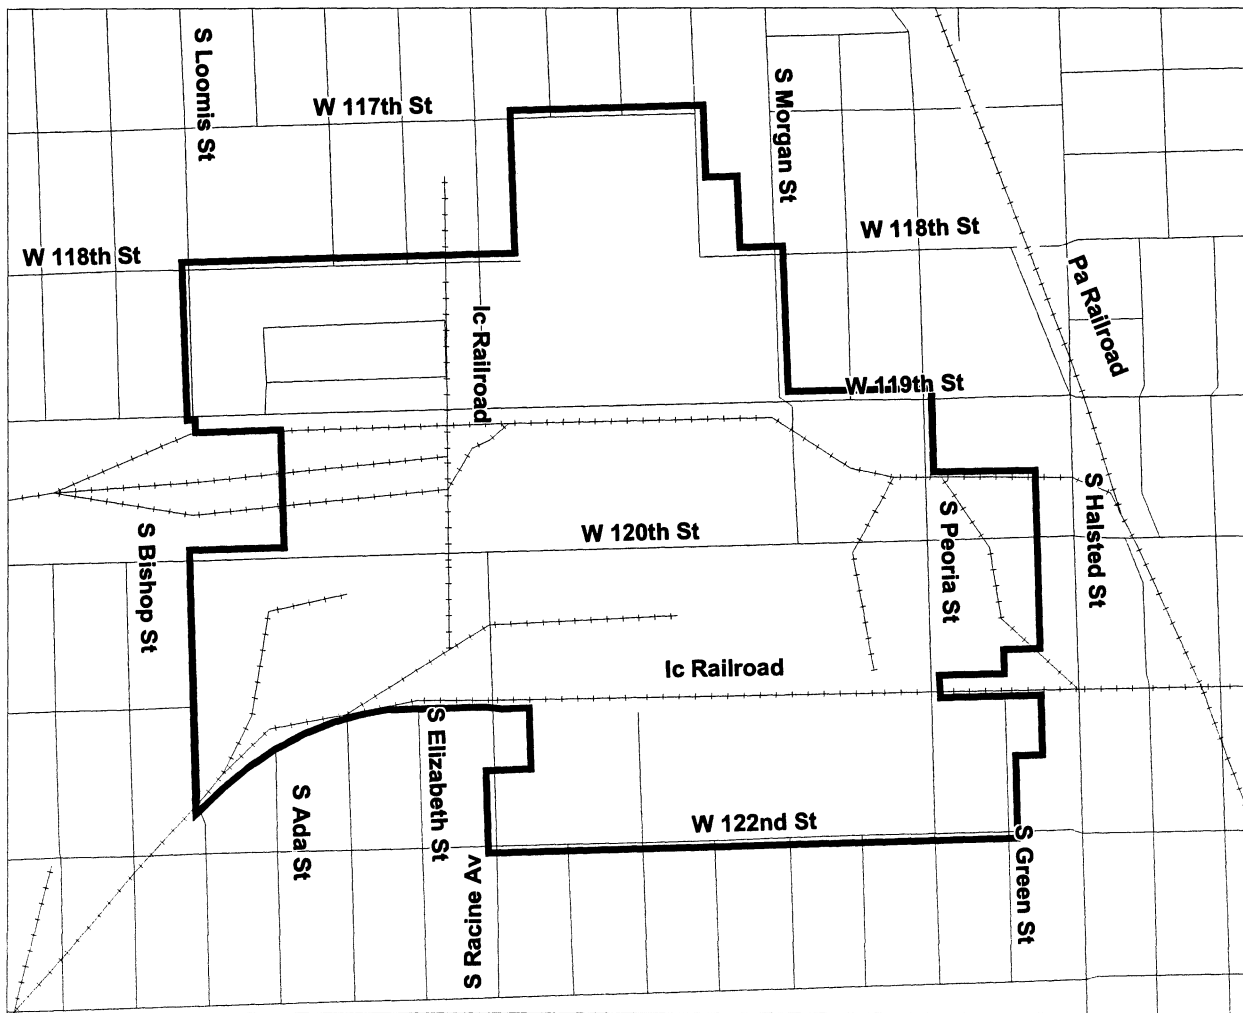 S Loomis St
W 117th St
S Morgan St
W 118th St
W 118th St
Pa Railroad
Ic Railroad
W 119th St
S Halsted St
S Peoria St
S Bishop St
W 120th St
Ic Railroad
S Elizabeth St
S Ada St
W 122nd St
S Green St
S Racine Av